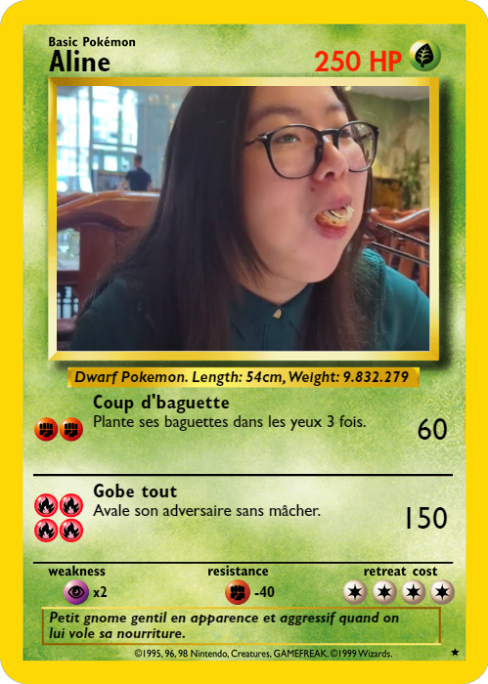 Basic Pokémon
Aline
250 HP
Dwarf Pokemon. Length: 54cm, Weight: 9.832.279
Coup d'baguette
Plante ses baguettes dans les yeux 3 fois.
60
Gobe tout
Avale son adversaire sans mâcher.
150
weakness
resistance
retreat cost
x2
-40
Petit gnome gentil en apparence et aggressif quand on
lui vole sa nourriture.
©1995, 96, 98 Nintendo, Creatures, GAMEFREAK. ©1999 Wizards.